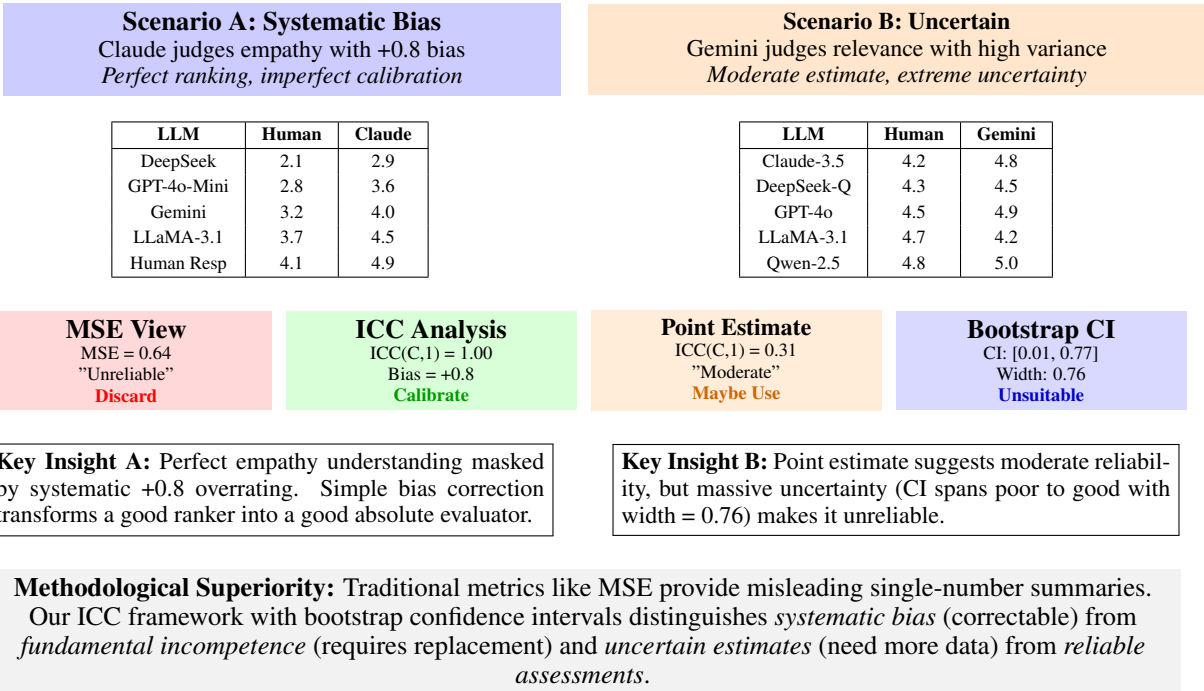 Scenario A: Systematic Bias
Claude judges empathy with +0.8 bias
Perfect ranking, imperfect calibration
Scenario B: Uncertain
Gemini judges relevance with high variance
Moderate estimate, extreme uncertainty
LLM Human Claude
DeepSeek 2.1 2.9
GPT-4o-Mini 2.8 3.6
Gemini 3.2 4.0
LLaMA-3.1 3.7 4.5
Human Resp 4.1 4.9
LLM Human Gemini
Claude-3.5 4.2 4.8
DeepSeek-Q 4.3 4.5
GPT-4o 4.5 4.9
LLaMA-3.1 4.7 4.2
Qwen-2.5 4.8 5.0
MSE View
MSE = 0.64
”Unreliable”
Discard
ICC Analysis
ICC(C,1) = 1.00
Bias = +0.8
Calibrate
Point Estimate
ICC(C,1) = 0.31
”Moderate”
Maybe Use
Bootstrap CI
CI: [0.01, 0.77]
Width: 0.76
Unsuitable
Key Insight A: Perfect empathy understanding masked
by systematic +0.8 overrating. Simple bias correction
transforms a good ranker into a good absolute evaluator.
Key Insight B: Point estimate suggests moderate reliabil-
ity, but massive uncertainty (CI spans poor to good with
width = 0.76) makes it unreliable.
Methodological Superiority: Traditional metrics like MSE provide misleading single-number summaries.
Our ICC framework with bootstrap confidence intervals distinguishes systematic bias (correctable) from
fundamental incompetence (requires replacement) and uncertain estimates (need more data) from reliable
assessments.